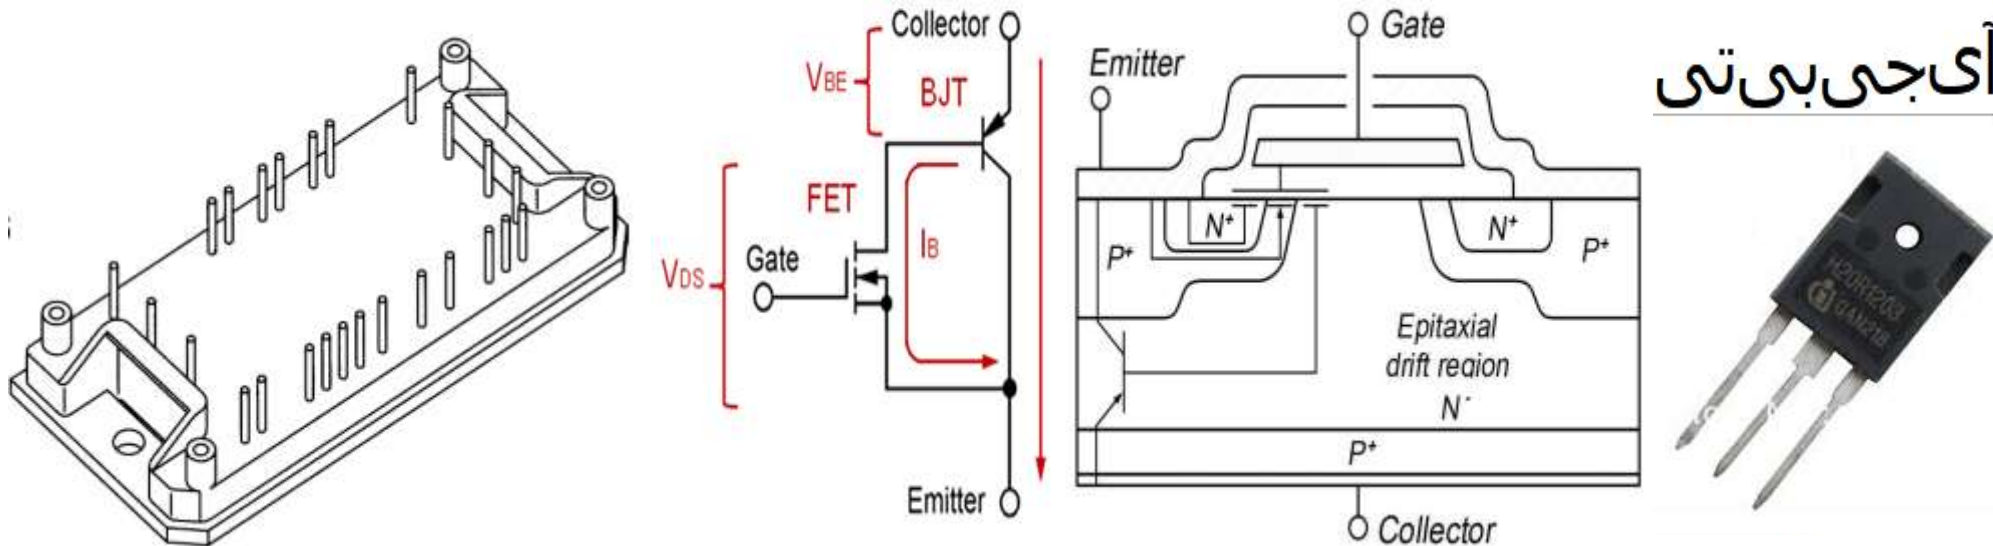 Collector
VBE
BJT
FET
VDS
Gate
IB
Emitter
Gate
Emitter
N+
N+
P+
P+
Epitaxial
drift region
N-
P+
Collector
آی‌جی‌بی‌تی
H20R1203